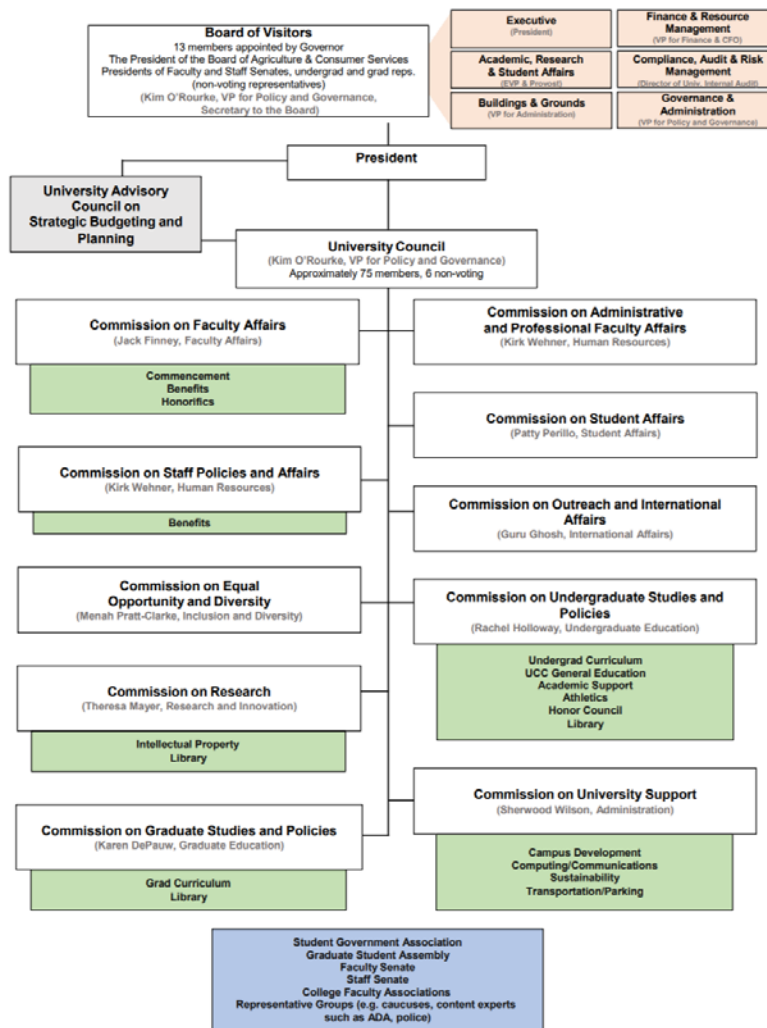 Board of Visitors
13 members appointed by Governor
The President of the Board of Agriculture & Consumer Services
Presidents of Faculty and Staff Senates, undergrad and grad reps.
(non-voting representatives)
(Kim O'Rourke, VP for Policy and Governance,
Secretary to the Board)
Executive
(President)
Finance & Resource
Management
(VP for Finance & CFO)
Academic, Research
& Student Affairs
(EVP & Provost)
Compliance, Audit & Risk
Management
(Director of Univ. Internal Audit)
Buildings & Grounds
(VP for Administration)
Governance &
Administration
(VP for Policy and Governance)
President
University Advisory
Council on
Strategic Budgeting and
Planning
University Council
(Kim O'Rourke, VP for Policy and Governance)
Approximately 75 members, 6 non-voting
Commission on Faculty Affairs
(Jack Finney, Faculty Affairs)
Commencement
Benefits
Honorifics
Commission on Administrative
and Professional Faculty Affairs
(Kirk Wehner, Human Resources)
Commission on Student Affairs
(Patty Perillo, Student Affairs)
Commission on Staff Policies and Affairs
(Kirk Wehner, Human Resources)
Benefits
Commission on Outreach and International
Affairs
(Guru Ghosh, International Affairs)
Commission on Equal
Opportunity and Diversity
(Menah Pratt-Clarke, Inclusion and Diversity)
Commission on Undergraduate Studies and
Policies
(Rachel Holloway, Undergraduate Education)
Undergrad Curriculum
UCC General Education
Academic Support
Athletics
Honor Council
Library
Commission on Research
(Theresa Mayer, Research and Innovation)
Intellectual Property
Library
Commission on University Support
(Sherwood Wilson, Administration)
Campus Development
Computing/Communications
Sustainability
Transportation/Parking
Commission on Graduate Studies and Policies
(Karen DePauw, Graduate Education)
Grad Curriculum
Library
Student Government Association
Graduate Student Assembly
Faculty Senate
Staff Senate
College Faculty Associations
Representative Groups (e.g. caucuses, content experts
such as ADA, police)